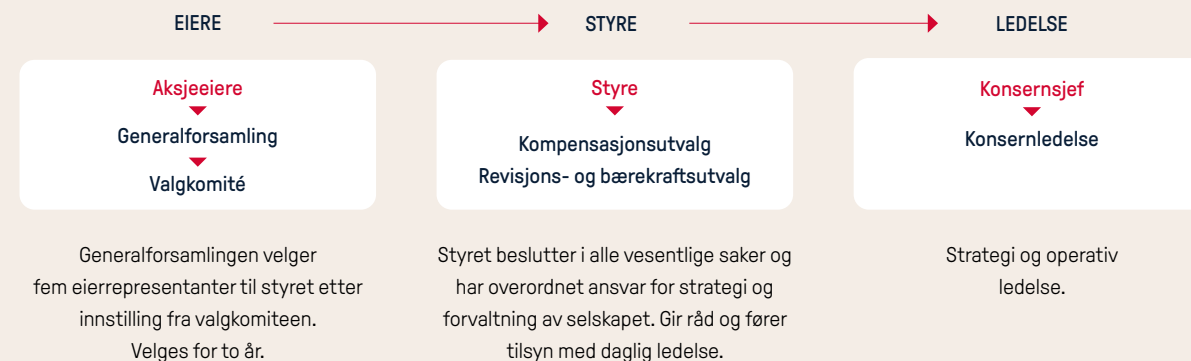 EIERE
STYRE
LEDELSE
Aksjeeiere
Generalforsamling
Valgkomité
Styre
Kompensasjonsutvalg
Revisjons- og bærekraftsutvalg
Konsernsjef
Konsernledelse
Generalforsamlingen velger
fem eierrepresentanter til styret etter
innstilling fra valgkomiteen.
Velges for to år.
Styret beslutter i alle vesentlige saker og
har overordnet ansvar for strategi og
forvaltning av selskapet. Gir råd og fører
tilsyn med daglig ledelse.
Strategi og operativ
ledelse.